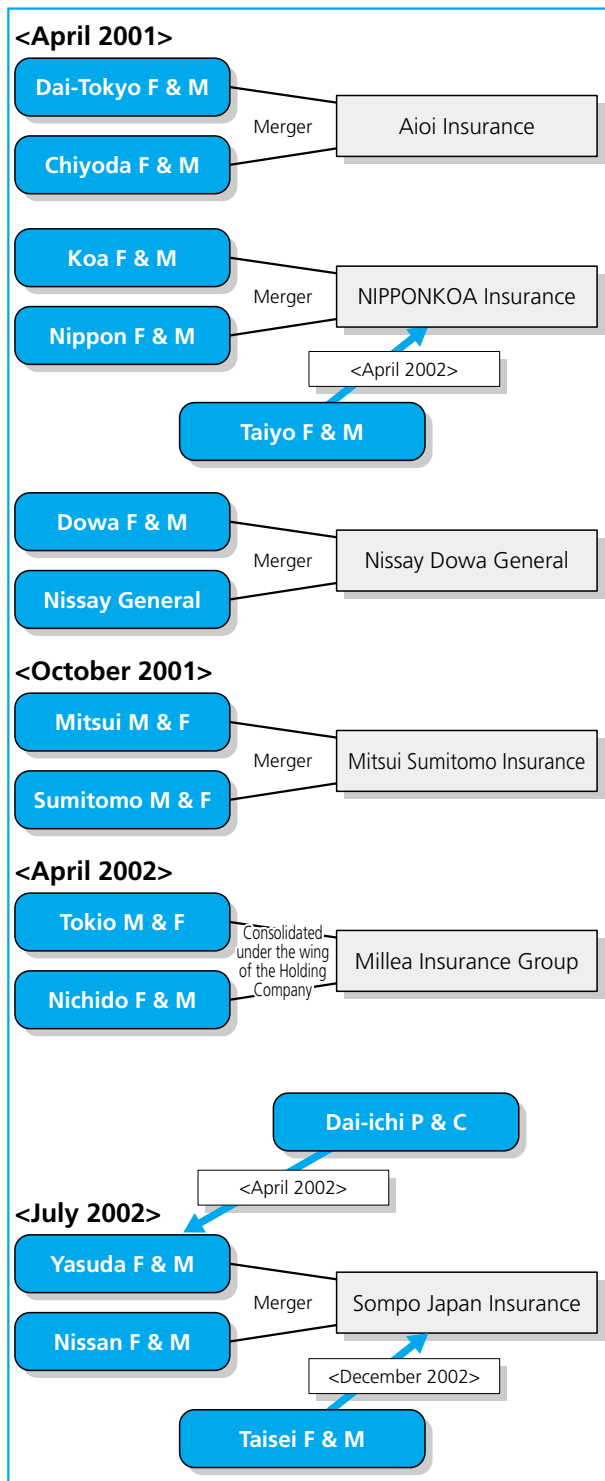 <April 2001>
Dai-Tokyo F & M
Merger
Aioi Insurance
Chiyoda F & M
Koa F & M
Merger
NIPPONKOA Insurance
Nippon F & M
<April 2002>
Taiyo F & M
Dowa F & M
Merger
Nissay Dowa General
Nissay General
<October 2001>
Mitsui M & F
Merger
Mitsui Sumitomo Insurance
Sumitomo M & F
<April 2002>
Tokio M & F
Consolidated
under the wing
of the Holding
Company
Millea Insurance Group
Nichido F & M
Dai-ichi P & C
<April 2002>
<July 2002>
Yasuda F & M
Merger
Sompo Japan Insurance
Nissan F & M
<December 2002>
Taisei F & M